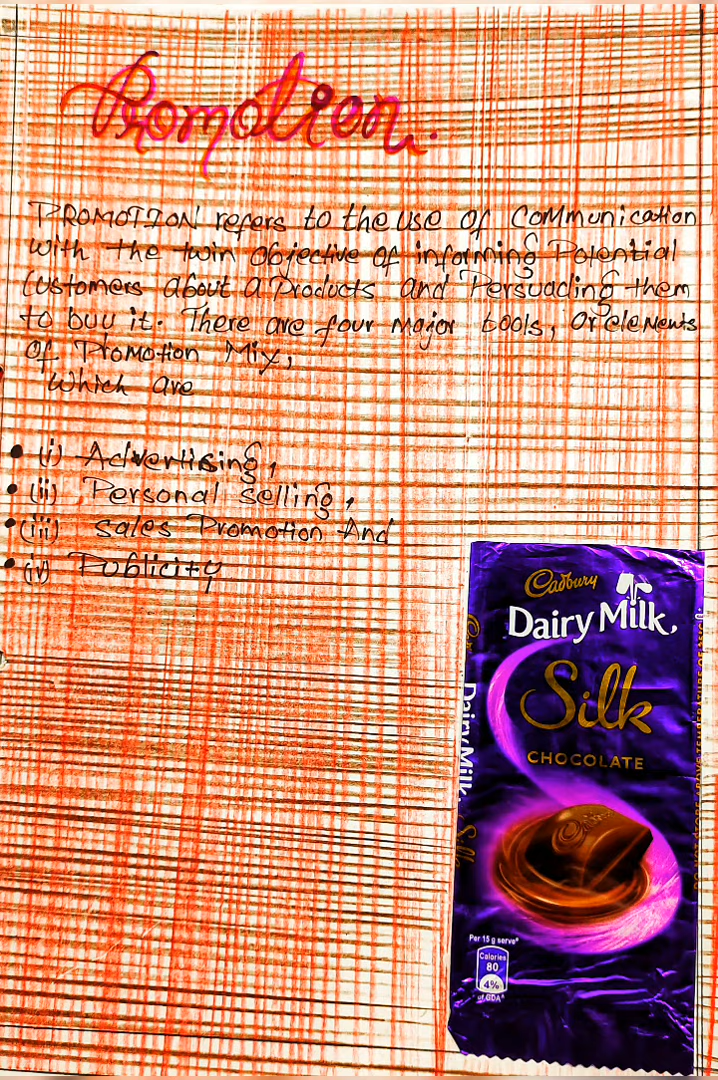 Promotion.
PROMOTION refers to the use of Communication
with the twin objective of informing Potential
Customers about a Products and Persuading them
to buy it. There are four major tools, or elements
of Promotion Mix,
Which are
• (i) Advertising,
• (ii) Personal selling,
• (iii) sales Promotion And
• (iv) Publicity
Cadbury
Dairy Milk
Silk
CHOCOLATE
Dairy Milk
Silk
Per 15 g serve*
Calories
80
4%
of GDA^